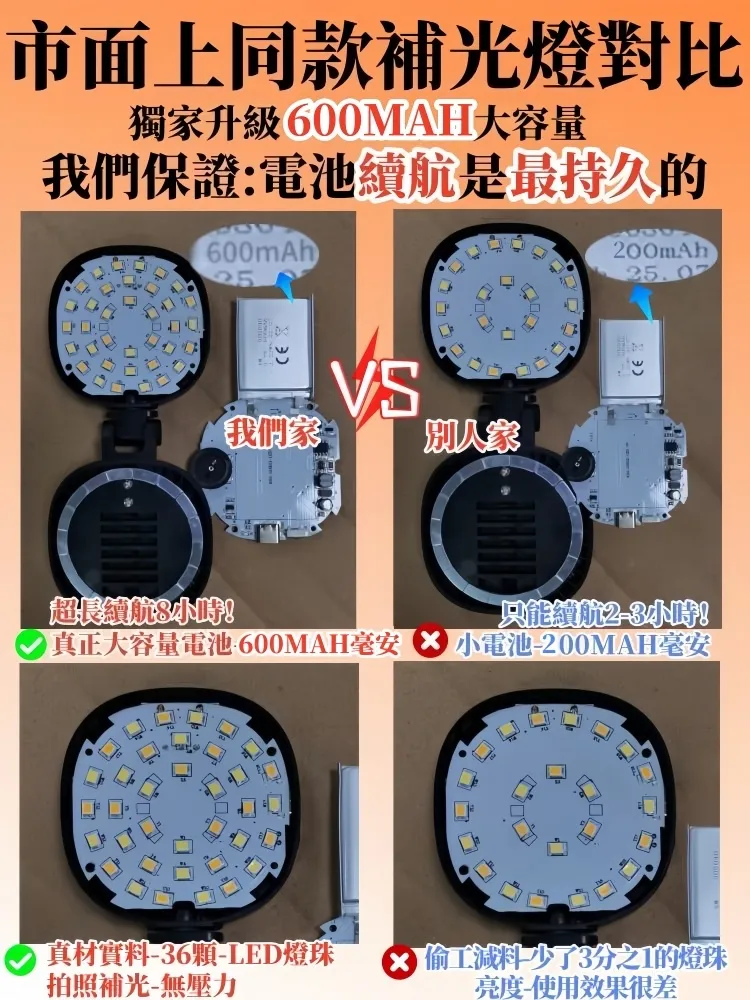 市面上同款補光燈對比
獨家升級600MAH大容量
我們保證:電池續航是最持久的
600mAh
200mAh
25.07
CE
CE
VS
我們家
別人家
超長續航8小時!
真正大容量電池-600MAH毫安
只能續航2-3小時!
小電池-200MAH毫安
真材實料-36顆-LED燈珠
拍照補光-無壓力
偷工減料-少了3分之1的燈珠
亮度-使用效果很差